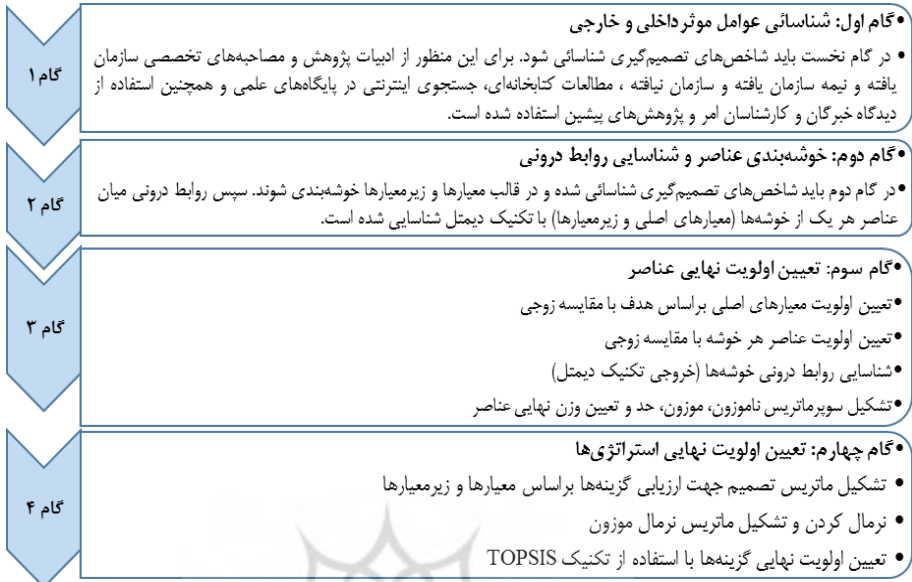 گام ۱
•گام اول: شناسائی عوامل موثر داخلی و خارجی
• در گام نخست باید شاخص‌های تصمیم‌گیری شناسائی شود. برای این منظور از ادبیات پژوهش و مصاحبه‌های تخصصی سازمان
یافته و نیمه سازمان یافته و سازمان نیافته ، مطالعات کتابخانه‌ای، جستجوی اینترنتی در پایگاه‌های علمی و همچنین استفاده از
دیدگاه خبرگان و کارشناسان امر و پژوهش‌های پیشین استفاده شده است.
گام ۲
•گام دوم: خوشه‌بندی عناصر و شناسایی روابط درونی
•در گام دوم باید شاخص‌های تصمیم‌گیری شناسائی شده و در قالب معیارها و زیرمعیارها خوشه‌بندی شوند. سپس روابط درونی میان
عناصر هر یک از خوشه‌ها (معیارهای اصلی و زیرمعیارها) با تکنیک دیمتل شناسایی شده است.
گام ۳
•گام سوم: تعیین اولویت نهایی عناصر
•تعیین اولویت معیارهای اصلی براساس هدف با مقایسه زوجی
•تعیین اولویت عناصر هر خوشه با مقایسه زوجی
•شناسایی روابط درونی خوشه‌ها (خروجی تکنیک دیمتل)
•تشکیل سوپرماتریس ناموزون، موزون، حد و تعیین وزن نهایی عناصر
گام ۴
•گام چهارم: تعیین اولویت نهایی استراتژی‌ها
• تشکیل ماتریس تصمیم جهت ارزیابی گزینه‌ها براساس معیارها و زیرمعیارها
• نرمال کردن و تشکیل ماتریس نرمال موزون
• تعیین اولویت نهایی گزینه‌ها با استفاده از تکنیک TOPSIS